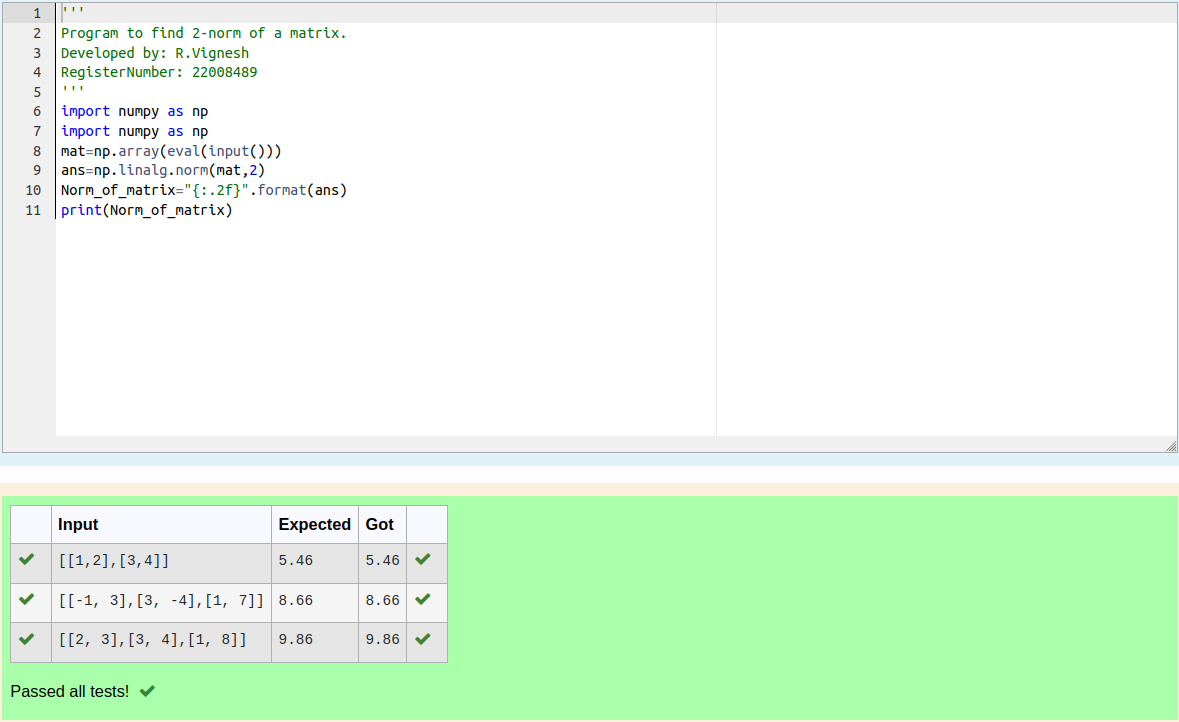 1 '''
2 Program to find 2-norm of a matrix.
3 Developed by: R.Vignesh
4 RegisterNumber: 22008489
5 '''
6 import numpy as np
7 import numpy as np
8 mat=np.array(eval(input()))
9 ans=np.linalg.norm(mat,2)
10 Norm_of_matrix="{:.2f}".format(ans)
11 print(Norm_of_matrix)
Input Expected Got
[[1,2],[3,4]] 5.46 5.46
[[-1, 3],[3, -4],[1, 7]] 8.66 8.66
[[2, 3],[3, 4],[1, 8]] 9.86 9.86
Passed all tests!